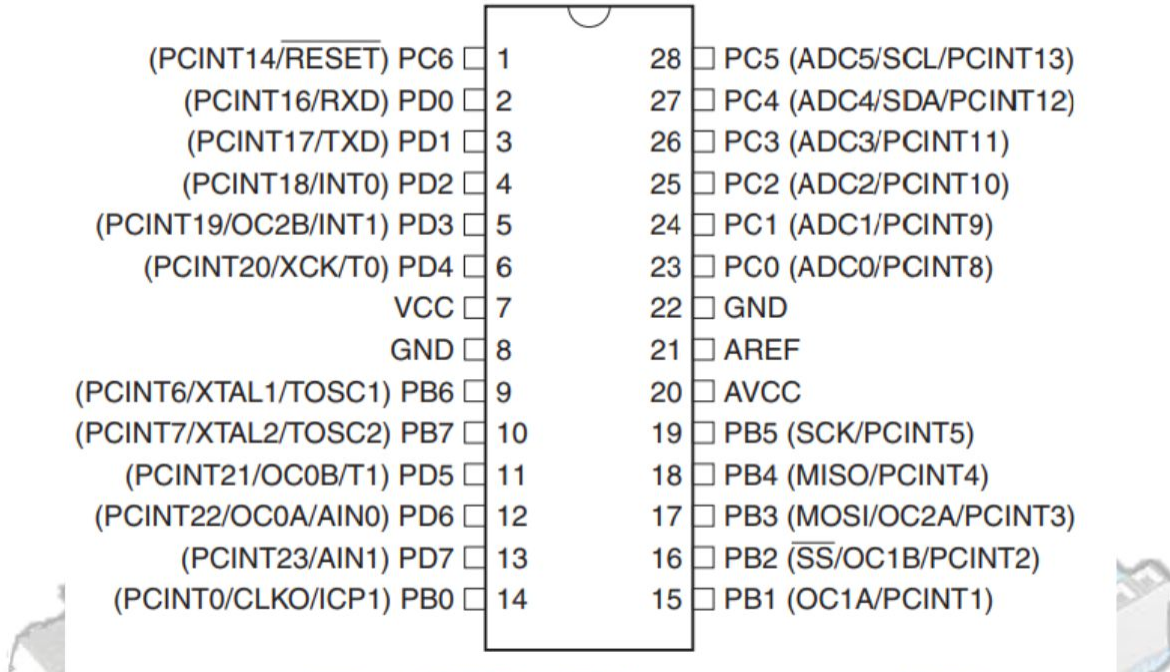 (PCINT14/RESET) PC6 1 28 PC5 (ADC5/SCL/PCINT13)
(PCINT16/RXD) PD0 2 27 PC4 (ADC4/SDA/PCINT12)
(PCINT17/TXD) PD1 3 26 PC3 (ADC3/PCINT11)
(PCINT18/INT0) PD2 4 25 PC2 (ADC2/PCINT10)
(PCINT19/OC2B/INT1) PD3 5 24 PC1 (ADC1/PCINT9)
(PCINT20/XCK/T0) PD4 6 23 PC0 (ADC0/PCINT8)
VCC 7 22 GND
GND 8 21 AREF
(PCINT6/XTAL1/TOSC1) PB6 9 20 AVCC
(PCINT7/XTAL2/TOSC2) PB7 10 19 PB5 (SCK/PCINT5)
(PCINT21/OC0B/T1) PD5 11 18 PB4 (MISO/PCINT4)
(PCINT22/OC0A/AIN0) PD6 12 17 PB3 (MOSI/OC2A/PCINT3)
(PCINT23/AIN1) PD7 13 16 PB2 (SS/OC1B/PCINT2)
(PCINT0/CLKO/ICP1) PB0 14 15 PB1 (OC1A/PCINT1)